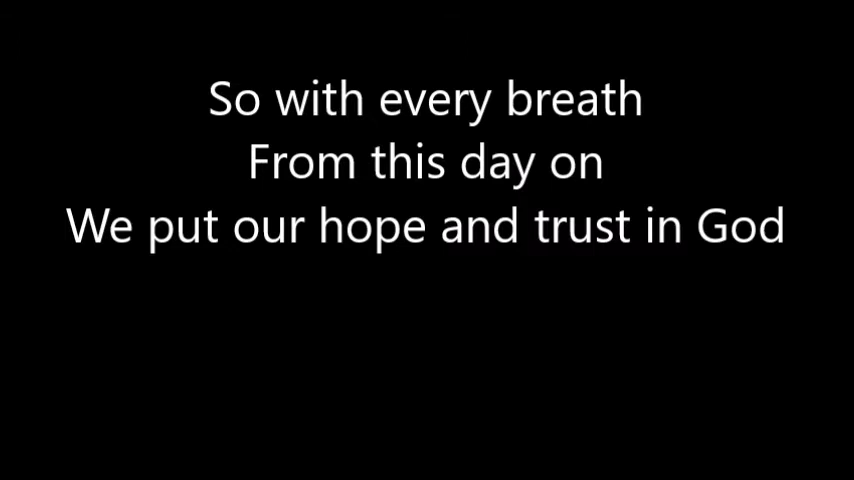 So with every breath
From this day on
We put our hope and trust in God